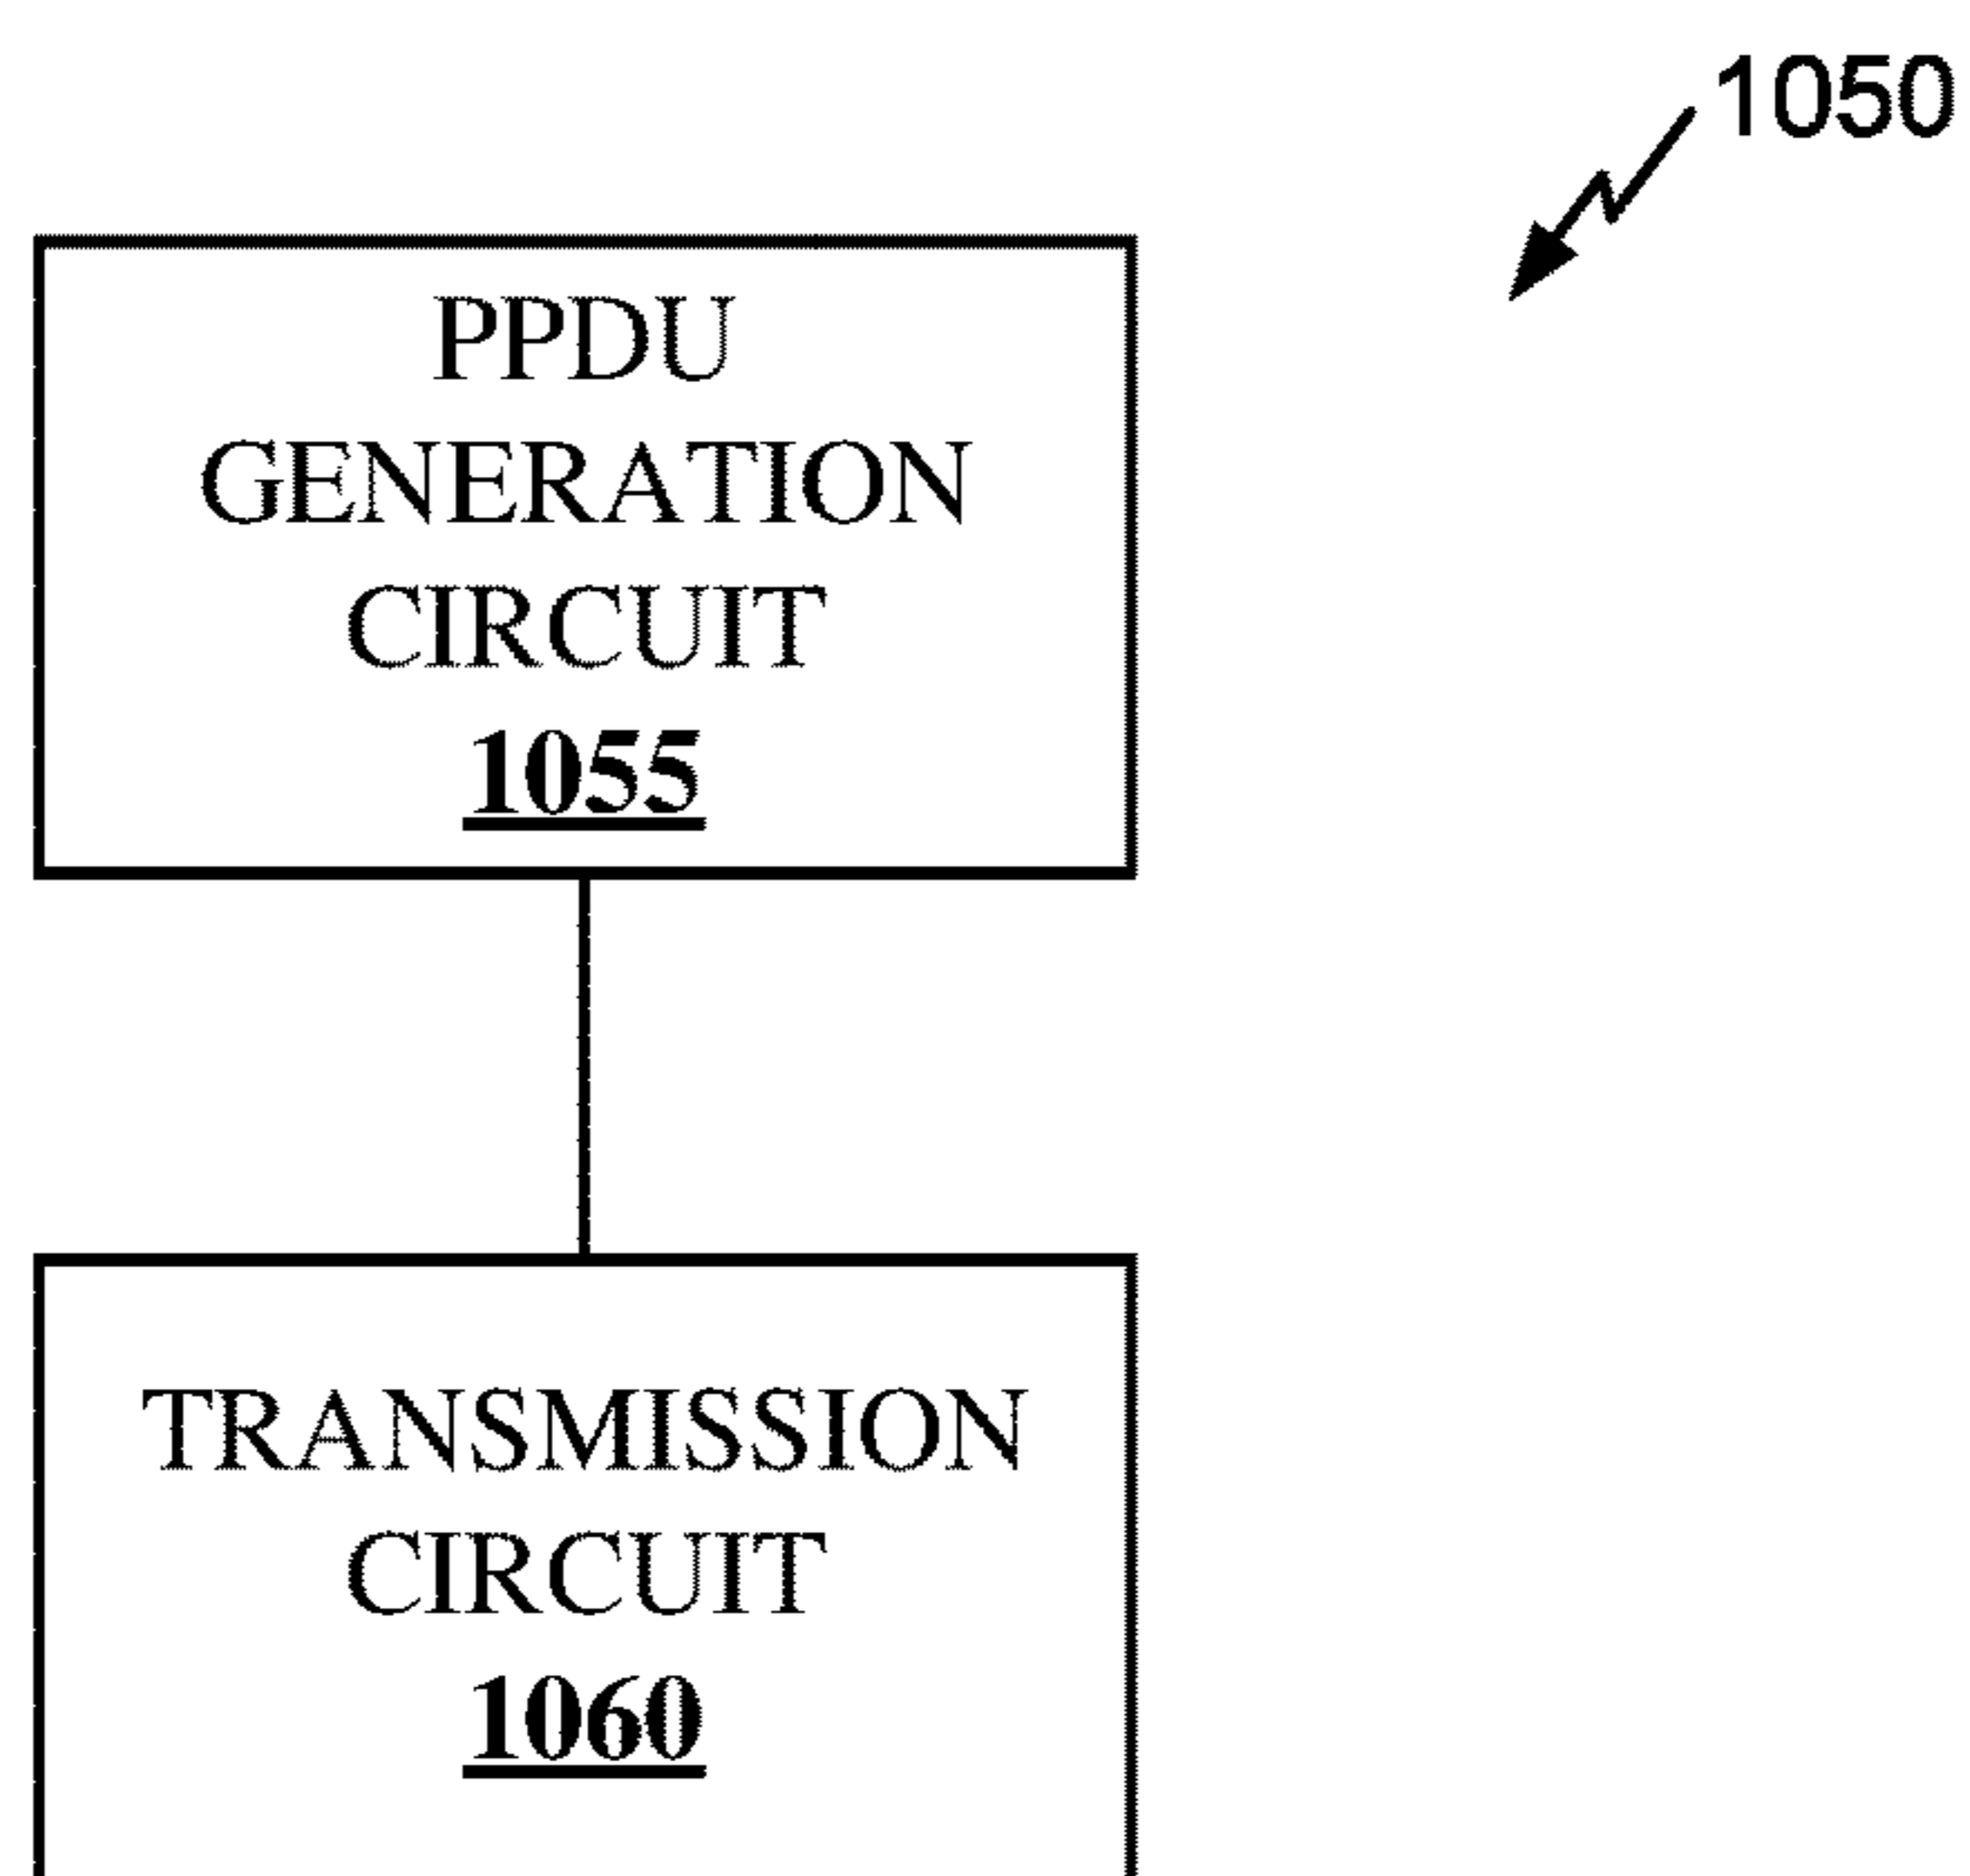 1050
PPDU
GENERATION
CIRCUIT
1055
TRANSMISSION
CIRCUIT
1060